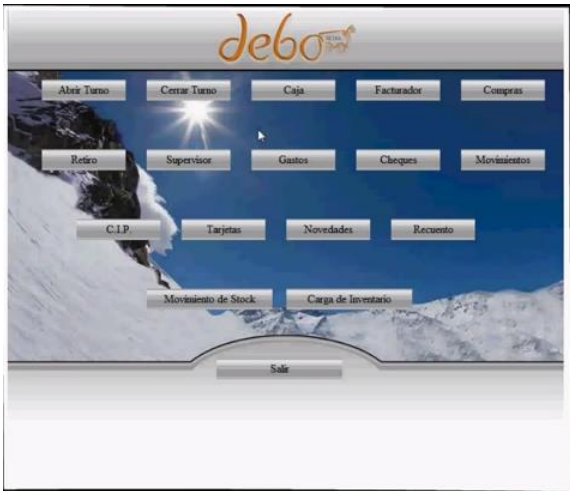 debo
Abrir Turno Cerrar Turno Caja Facturador Compras
Retiro Supervisor Gastos Cheques Movimientos
C.I.P. Tarjetas Novedades Recuento
Movimiento de Stock Carga de Inventario
Salir